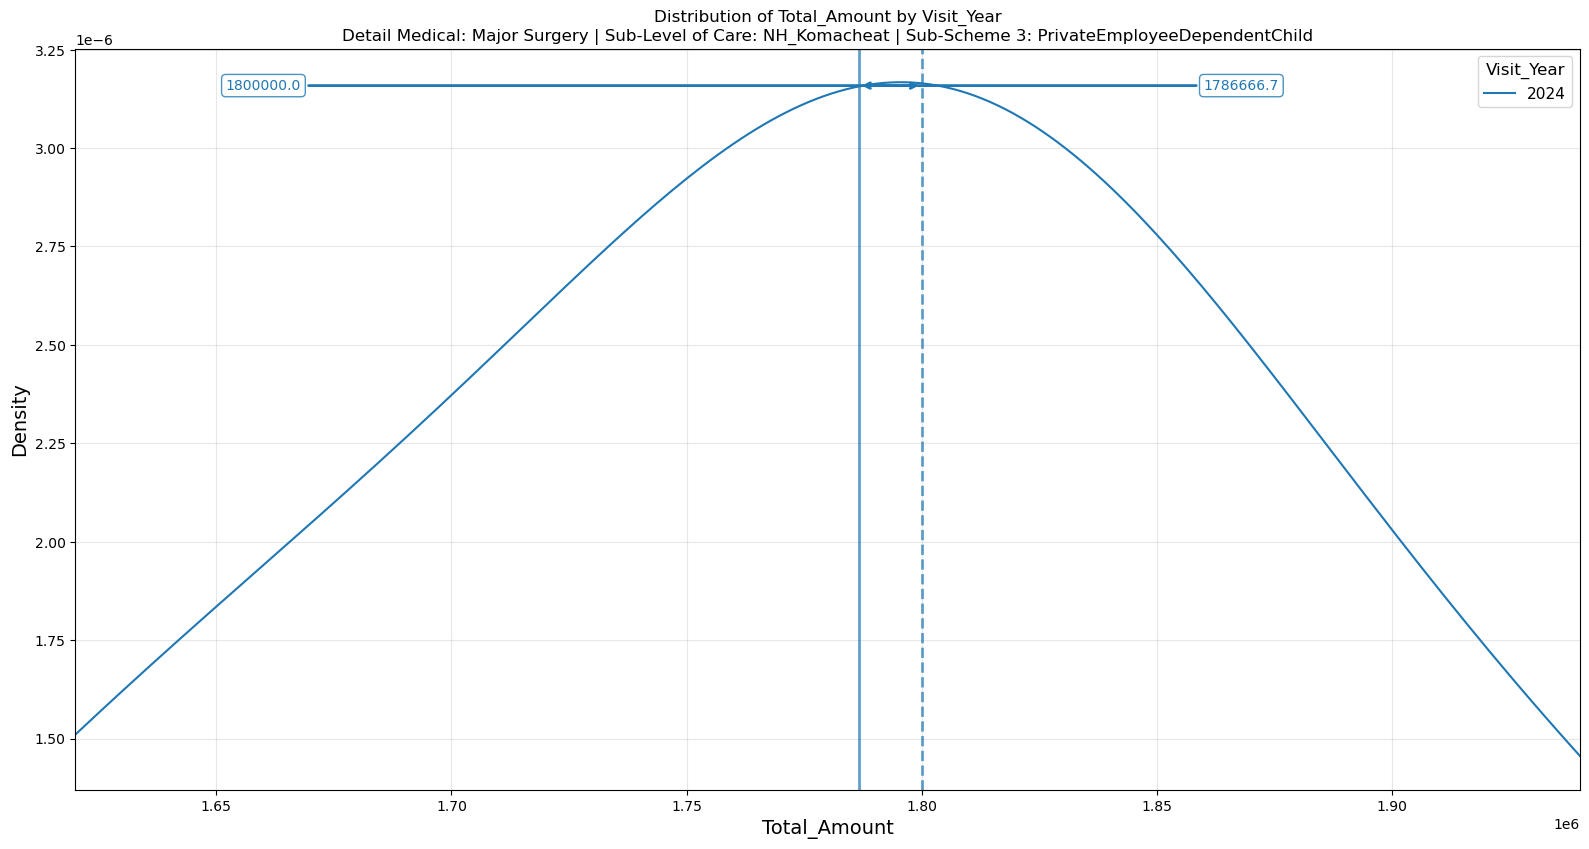 Distribution of Total_Amount by Visit_Year
Detail Medical: Major Surgery | Sub-Level of Care: NH_Komacheat | Sub-Scheme 3: PrivateEmployeeDependentChild
1e−6
3.25
3.00
2.75
2.50
2.25
2.00
1.75
1.50
Density
1800000.0
1786666.7
Visit_Year
2024
1.65
1.70
1.75
1.80
1.85
1.90
1e6
Total_Amount